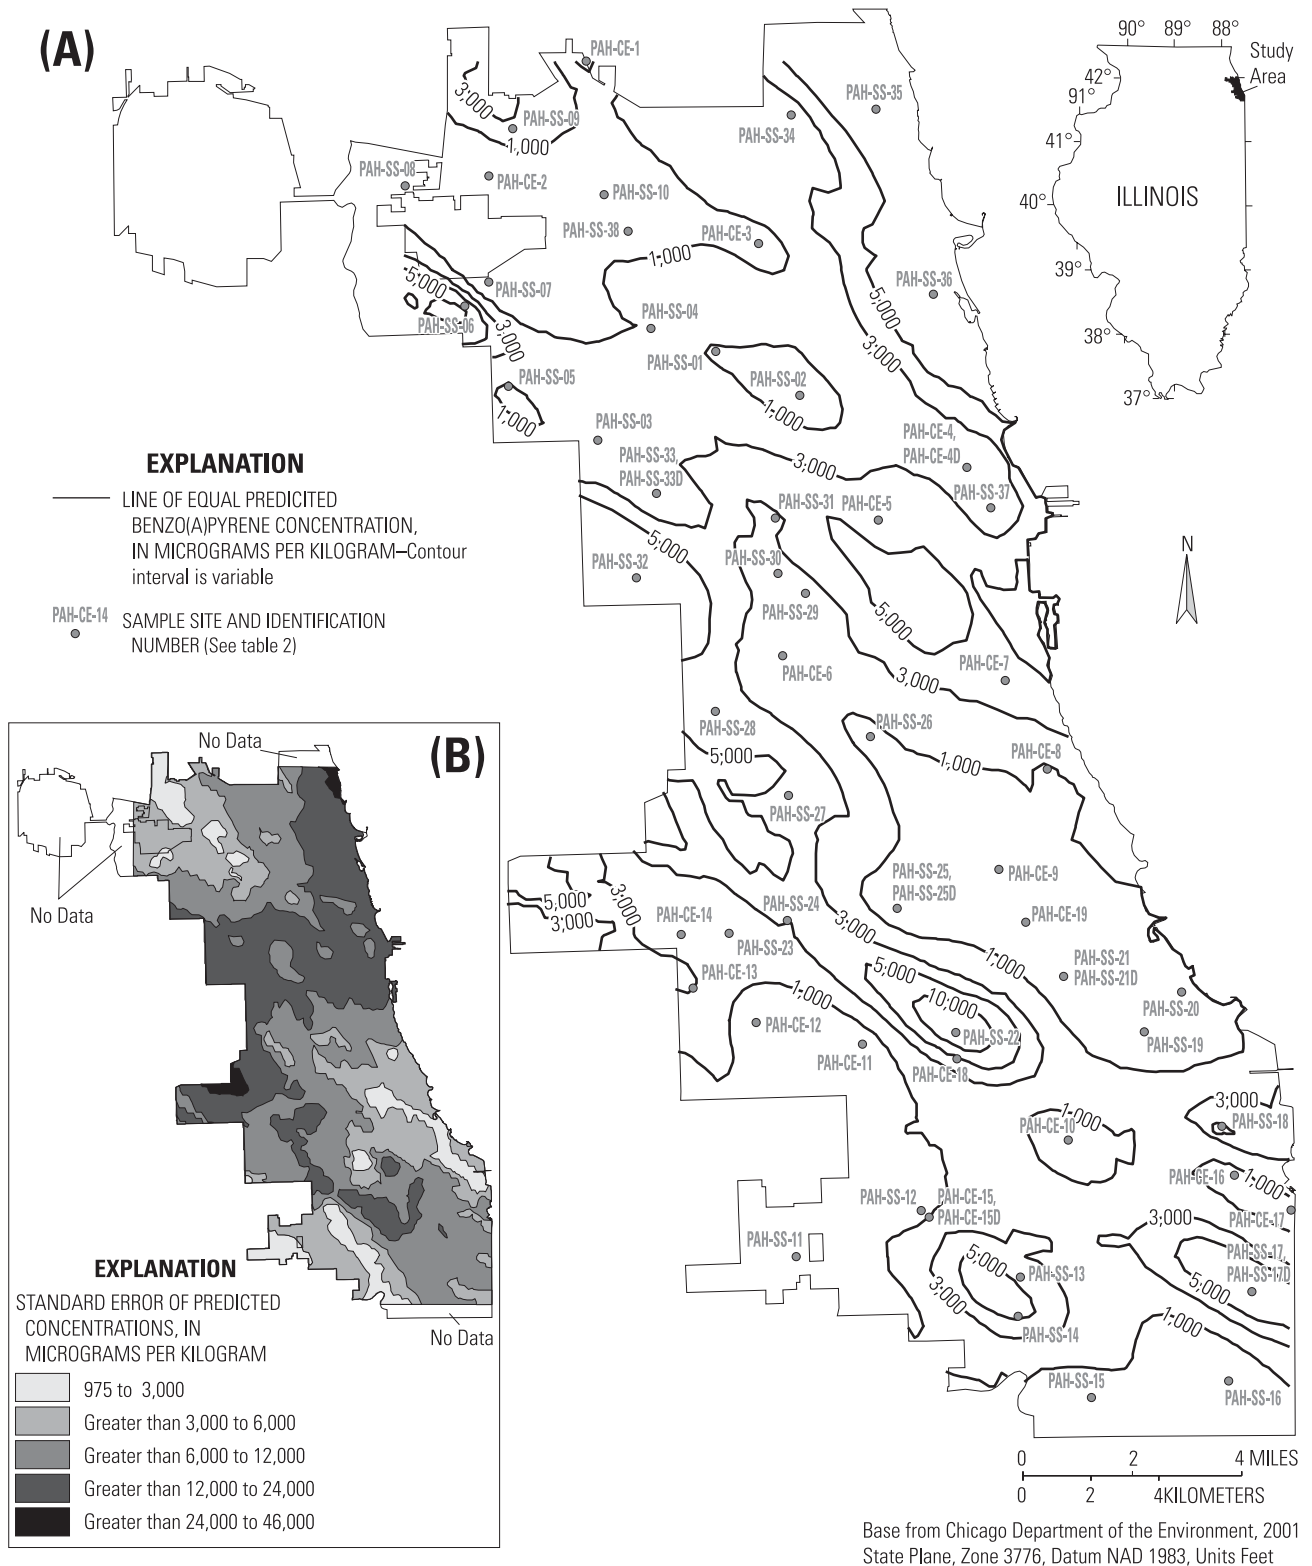 (A)
PAH-CE-1
90° 89° 88°
Study
Area
42°
91°
41°
40°
39°
38°
37°
ILLINOIS
3,000
PAH-SS-09
1,000
PAH-SS-35
PAH-SS-34
PAH-SS-08
PAH-CE-2
PAH-SS-10
PAH-SS-38
PAH-CE-3
1,000
5,000
PAH-SS-07
PAH-SS-36
5,000
PAH-SS-06
3,000
PAH-SS-04
3,000
PAH-SS-01
PAH-SS-02
PAH-SS-05
1,000
1,000
PAH-SS-03
PAH-CE-4,
PAH-CE-4D
PAH-SS-33,
PAH-SS-33D
3,000
PAH-SS-37
PAH-SS-31
PAH-CE-5
5,000
PAH-SS-32
PAH-SS-30
PAH-SS-29
5,000
PAH-CE-6
PAH-CE-7
3,000
PAH-SS-28
PAH-SS-26
5,000
1,000
PAH-CE-8
PAH-SS-27
PAH-SS-25,
PAH-SS-25D
PAH-CE-9
5,000
3,000
3,000
PAH-CE-14
PAH-SS-24
3,000
PAH-CE-19
PAH-SS-23
1,000
PAH-SS-21
PAH-SS-21D
PAH-CE-13
5,000
10,000
PAH-SS-20
1,000
PAH-CE-12
PAH-SS-22
PAH-SS-19
PAH-CE-11
PAH-CE-18
3,000
1,000
PAH-CE-10
PAH-SS-18
PAH-CE-16
1,000
PAH-SS-12
PAH-CE-15,
PAH-CE-15D
3,000
PAH-CE-17
PAH-SS-11
5,000
PAH-SS-13
PAH-SS-17,
PAH-SS-17D
3,000
5,000
PAH-SS-14
1,000
PAH-SS-15
PAH-SS-16
N
EXPLANATION
LINE OF EQUAL PREDICITED
BENZO(A)PYRENE CONCENTRATION,
IN MICROGRAMS PER KILOGRAM–Contour
interval is variable
PAH-CE-14
SAMPLE SITE AND IDENTIFICATION
NUMBER (See table 2)
(B)
No Data
No Data
No Data
EXPLANATION
STANDARD ERROR OF PREDICTED
CONCENTRATIONS, IN
MICROGRAMS PER KILOGRAM
975 to 3,000
Greater than 3,000 to 6,000
Greater than 6,000 to 12,000
Greater than 12,000 to 24,000
Greater than 24,000 to 46,000
0 2 4 MILES
0 2 4KILOMETERS
Base from Chicago Department of the Environment, 2001
State Plane, Zone 3776, Datum NAD 1983, Units Feet